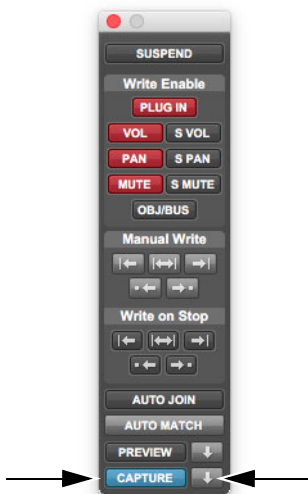 SUSPEND
Write Enable
PLUG IN
VOL S VOL
PAN S PAN
MUTE S MUTE
OBJ/BUS
Manual Write
Write on Stop
AUTO JOIN
AUTO MATCH
PREVIEW
CAPTURE